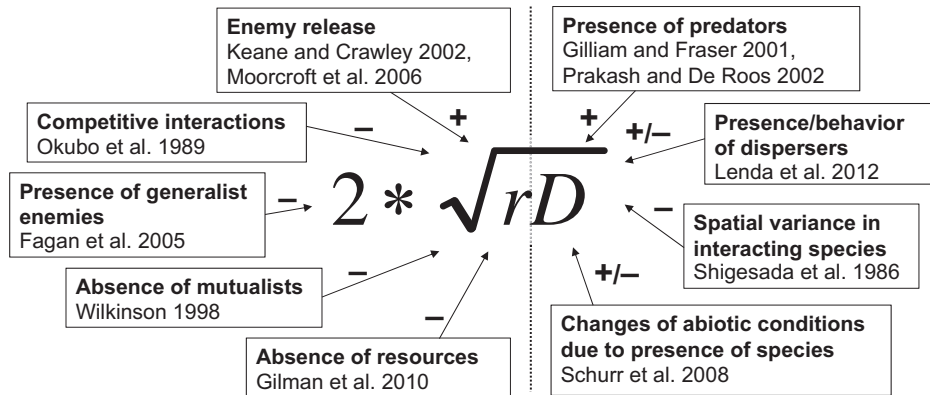 Enemy release
Keane and Crawley 2002,
Moorcroft et al. 2006
Presence of predators
Gilliam and Fraser 2001,
Prakash and De Roos 2002
Competitive interactions
Okubo et al. 1989
–
+
+
+/–
Presence/behavior
of dispersers
Lenda et al. 2012
Presence of generalist
enemies
Fagan et al. 2005
–
2 * √rD
–
Spatial variance in
interacting species
Shigesada et al. 1986
Absence of mutualists
Wilkinson 1998
–
+/–
Absence of resources
Gilman et al. 2010
–
Changes of abiotic conditions
due to presence of species
Schurr et al. 2008